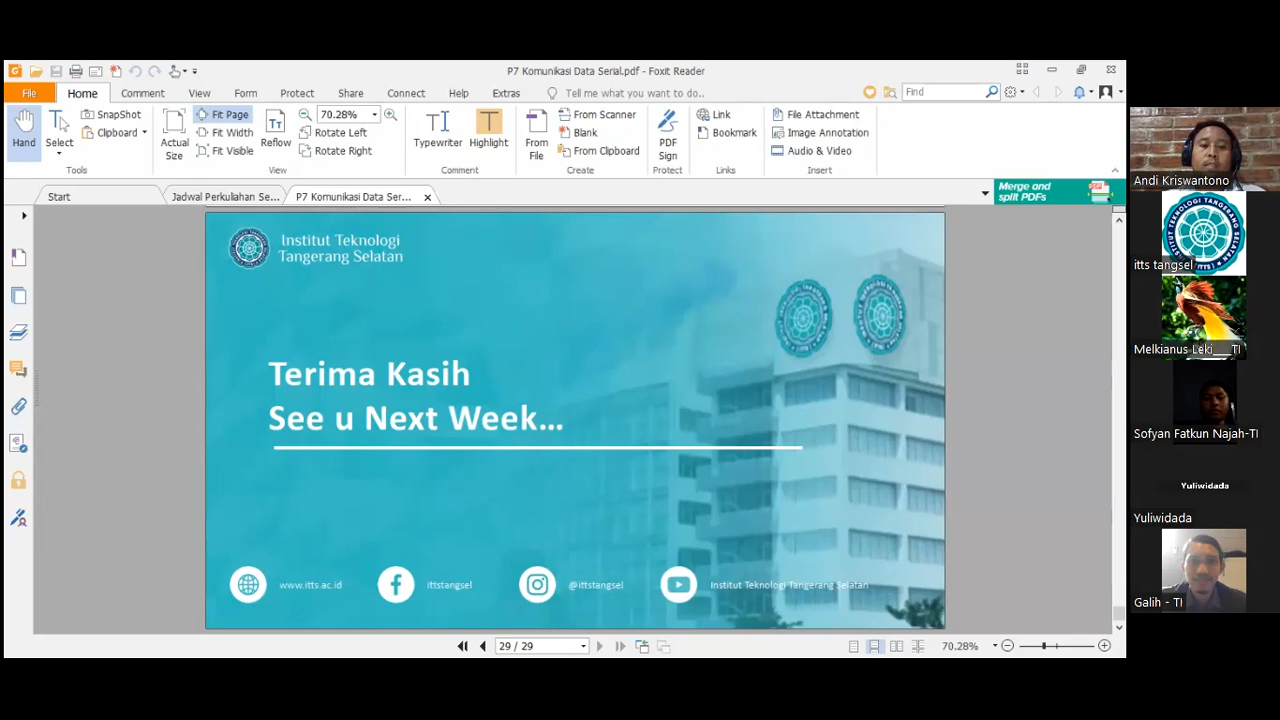 P7 Komunikasi Data Serial.pdf - Foxit Reader
File Home Comment View Form Protect Share Connect Help Extras Tell me what you want to do.. Find
Hand
Select
SnapShot
Clipboard
Tools
Actual Size
Fit Page
Fit Width
Fit Visible
Reflow
70.28%
Rotate Left
Rotate Right
View
Typewriter
Highlight
Comment
From File
From Scanner
Blank
From Clipboard
Create
PDF Sign
Protect
Link
Bookmark
Links
File Attachment
Image Annotation
Audio & Video
Insert
Start
Jadwal Perkuliahan Se...
P7 Komunikasi Data Ser...
Merge and
split PDFs
Institut Teknologi
Tangerang Selatan
Terima Kasih
See u Next Week...
www.itts.ac.id
ittstangsel
@ittstangsel
Institut Teknologi Tangerang Selatan
29 / 29
70.28%
Andi Kriswantono
itts tangsel
Melkianus Leki___TI
Sofyan Fatkun Najah-TI
Yuliwidada
Yuliwidada
Galih - TI